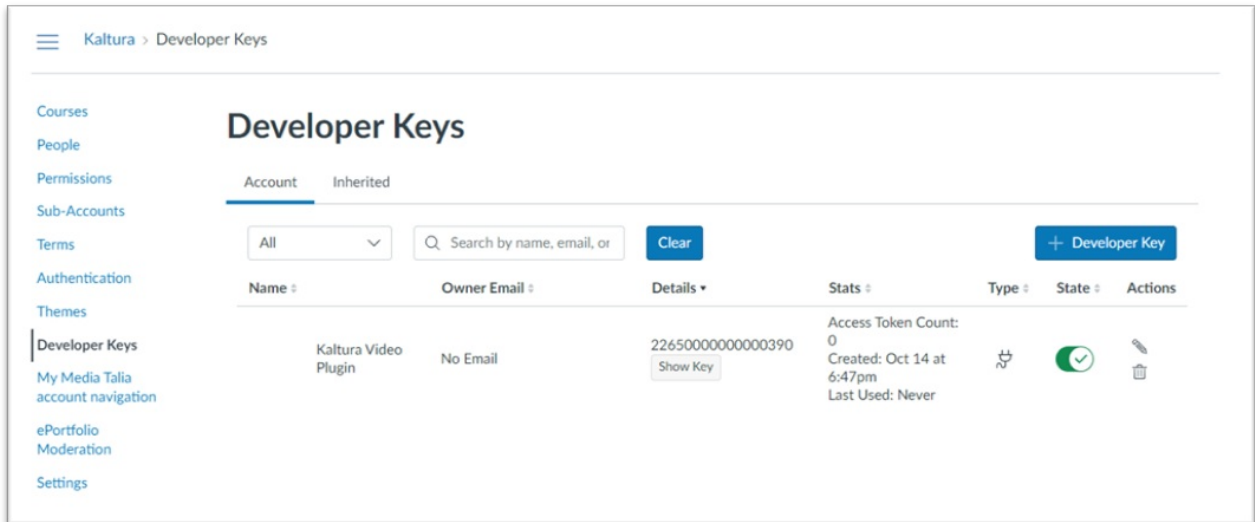 Kaltura > Developer Keys
Courses
People
Permissions
Sub-Accounts
Terms
Authentication
Themes
Developer Keys
My Media Talia
account navigation
ePortfolio
Moderation
Settings
Developer Keys
Account Inherited
All Search by name, email, or Clear + Developer Key
Name Owner Email Details Stats Type State Actions
Kaltura Video
Plugin
No Email
22650000000000390
Show Key
Access Token Count:
0
Created: Oct 14 at
6:47pm
Last Used: Never